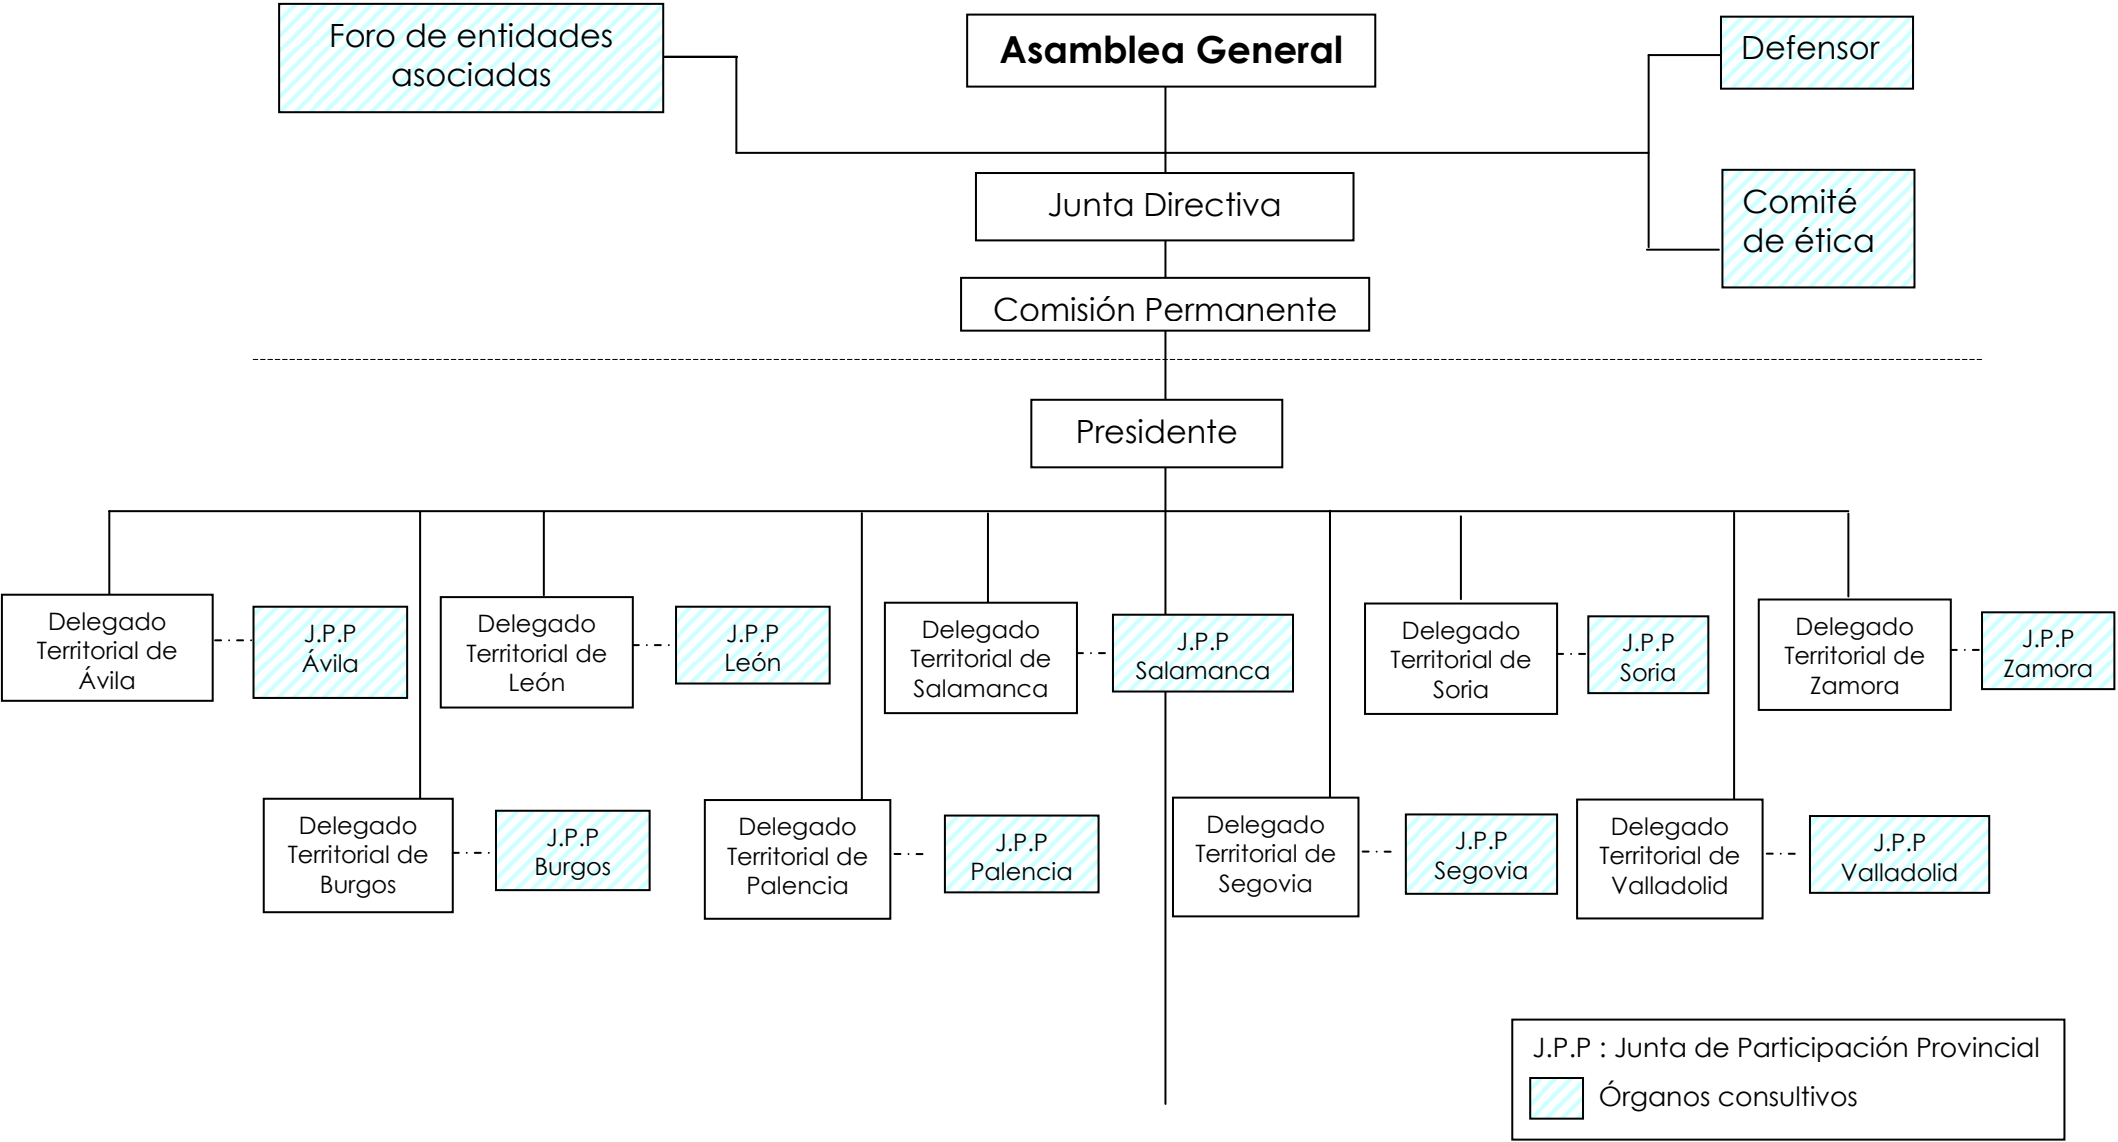 Foro de entidades
asociadas
Asamblea General
Defensor
Comité
de ética
Junta Directiva
Comisión Permanente
Presidente
Delegado
Territorial de
Ávila
J.P.P
Ávila
Delegado
Territorial de
León
J.P.P
León
Delegado
Territorial de
Salamanca
J.P.P
Salamanca
Delegado
Territorial de
Soria
J.P.P
Soria
Delegado
Territorial de
Zamora
J.P.P
Zamora
Delegado
Territorial de
Burgos
J.P.P
Burgos
Delegado
Territorial de
Palencia
J.P.P
Palencia
Delegado
Territorial de
Segovia
J.P.P
Segovia
Delegado
Territorial de
Valladolid
J.P.P
Valladolid
J.P.P : Junta de Participación Provincial
Órganos consultivos